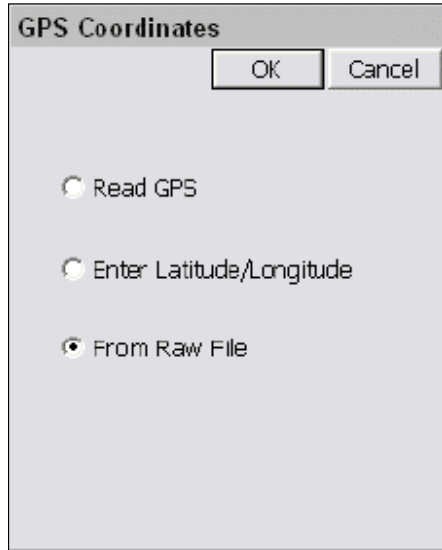 GPS Coordinates
OK Cancel
Read GPS
Enter Latitude/Longitude
From Raw File